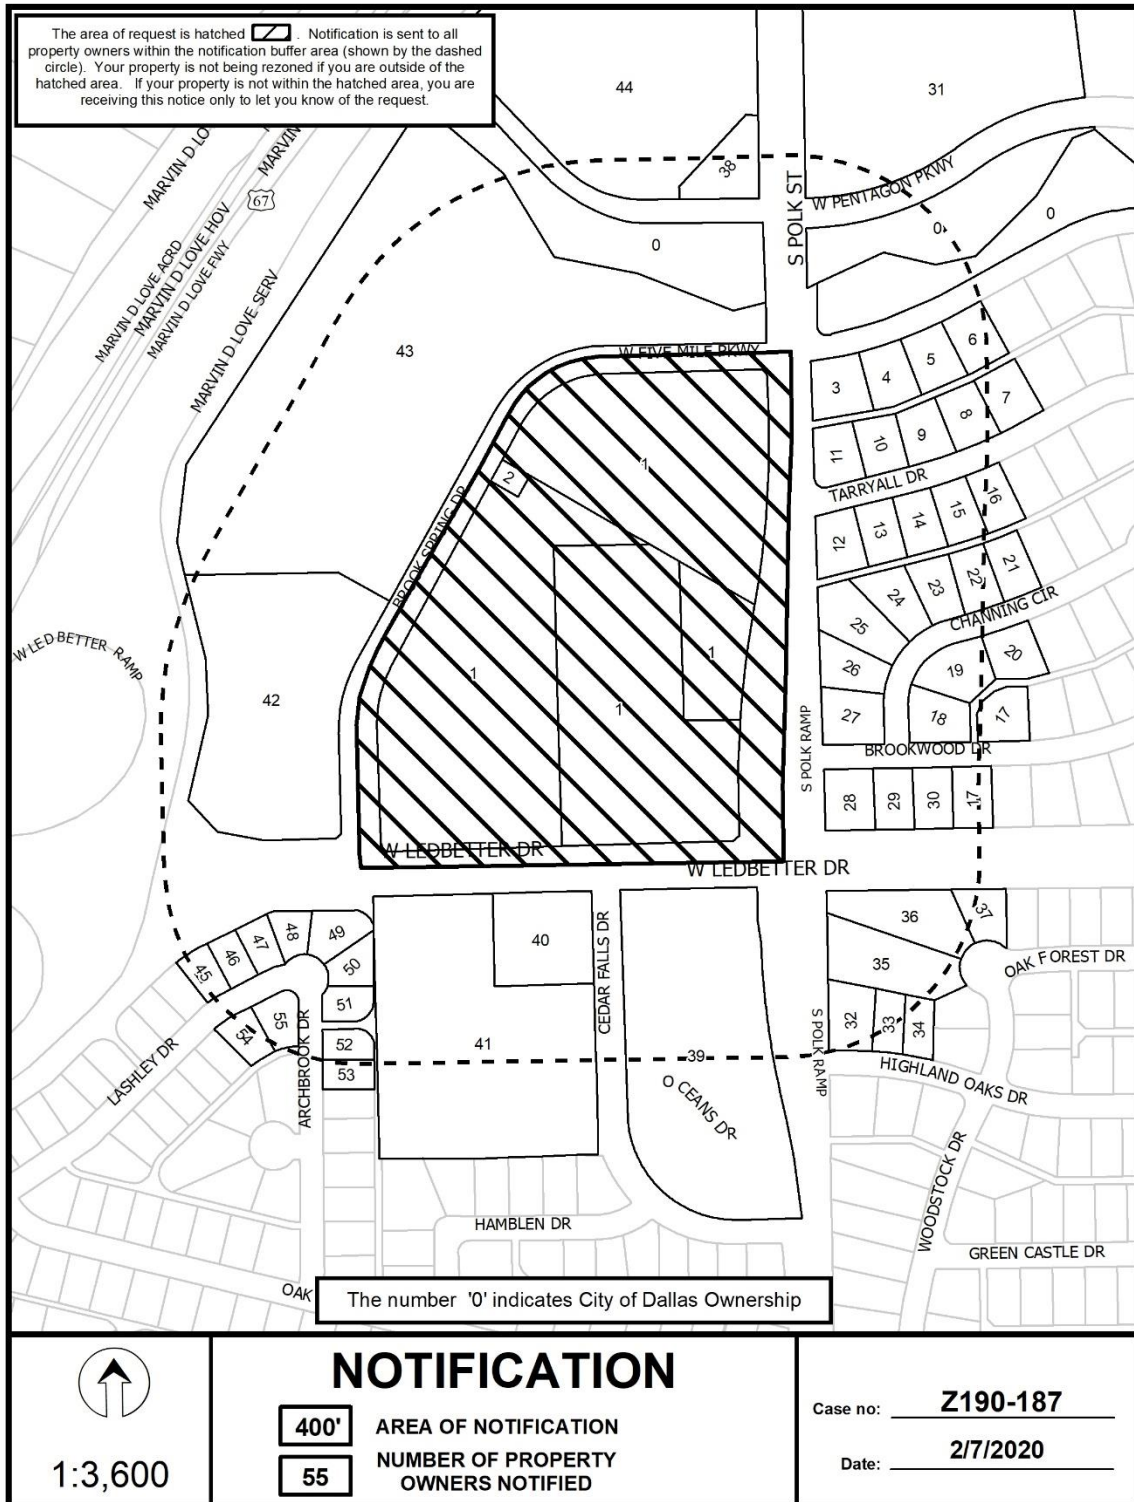 The area of request is hatched . Notification is sent to all
property owners within the notification buffer area (shown by the dashed
circle). Your property is not being rezoned if you are outside of the
hatched area. If your property is not within the hatched area, you are
receiving this notice only to let you know of the request.
44
31
38
MARVIN D LO
MARVIN
67
W PENTAGON PKWY
S POLK ST
0
0
0
MARVIN D LOVE ACRD
MARVIN D LOVE HOV
MARVIN D LOVE FWY
MARVIN D LOVE SERV
43
W FIVE MILE PKWY
3
4
5
6
7
8
9
10
11
TARRYALL DR
1
2
BROOK SPRING DR
12
13
14
15
16
21
22
23
24
25
CHANNING CIR
26
19
20
27
18
17
W LEDBETTER RAMP
42
1
1
1
S POLK RAMP
BROOKWOOD DR
28
29
30
17
W LEDBETTER DR
W LEDBETTER DR
36
37
35
OAK FOREST DR
45
46
47
48
49
50
51
52
53
54
55
40
41
CEDAR FALLS DR
39
O CEANS DR
32
33
34
S POLK RAMP
HIGHLAND OAKS DR
LASHLEY DR
ARCHBROOK DR
WOODSTOCK DR
HAMBLEN DR
GREEN CASTLE DR
OAK
The number '0' indicates City of Dallas Ownership
1:3,600
NOTIFICATION
400' AREA OF NOTIFICATION
55 NUMBER OF PROPERTY
OWNERS NOTIFIED
Case no: Z190-187
Date: 2/7/2020